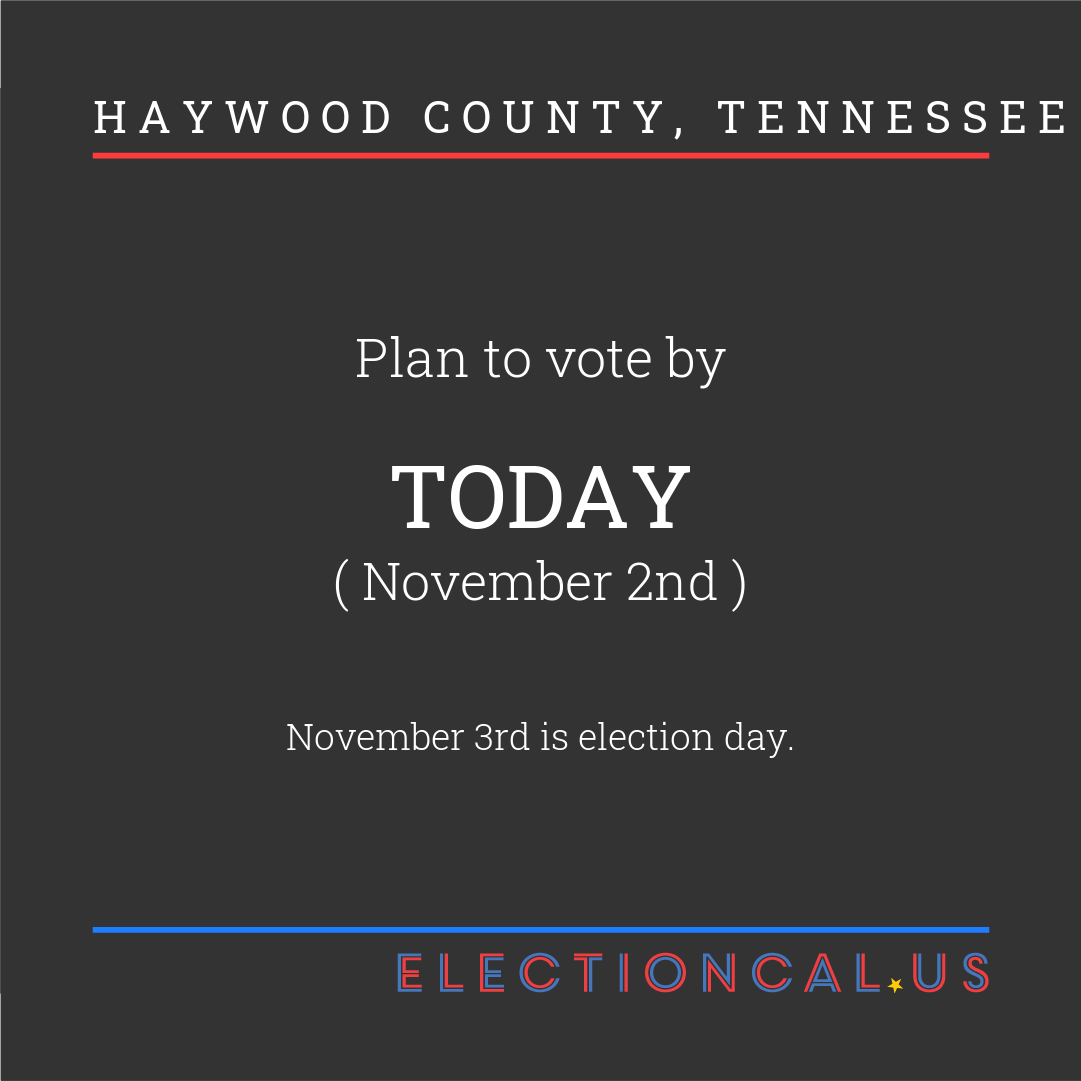 HAYWOOD COUNTY, TENNESSEE
Plan to vote by
TODAY
( November 2nd )
November 3rd is election day.
ELECTIONCAL.US